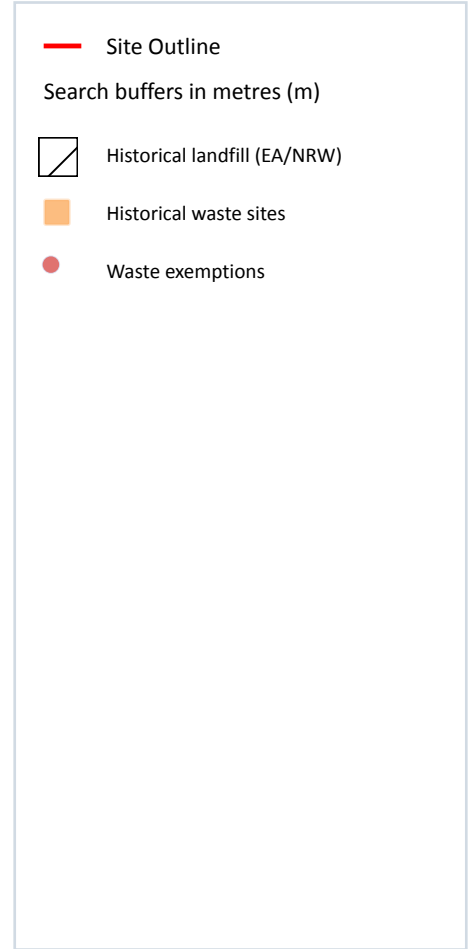 Site Outline
Search buffers in metres (m)
Historical landfill (EA/NRW)
Historical waste sites
Waste exemptions